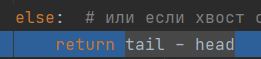 else:  # или если хвост
return tail - head